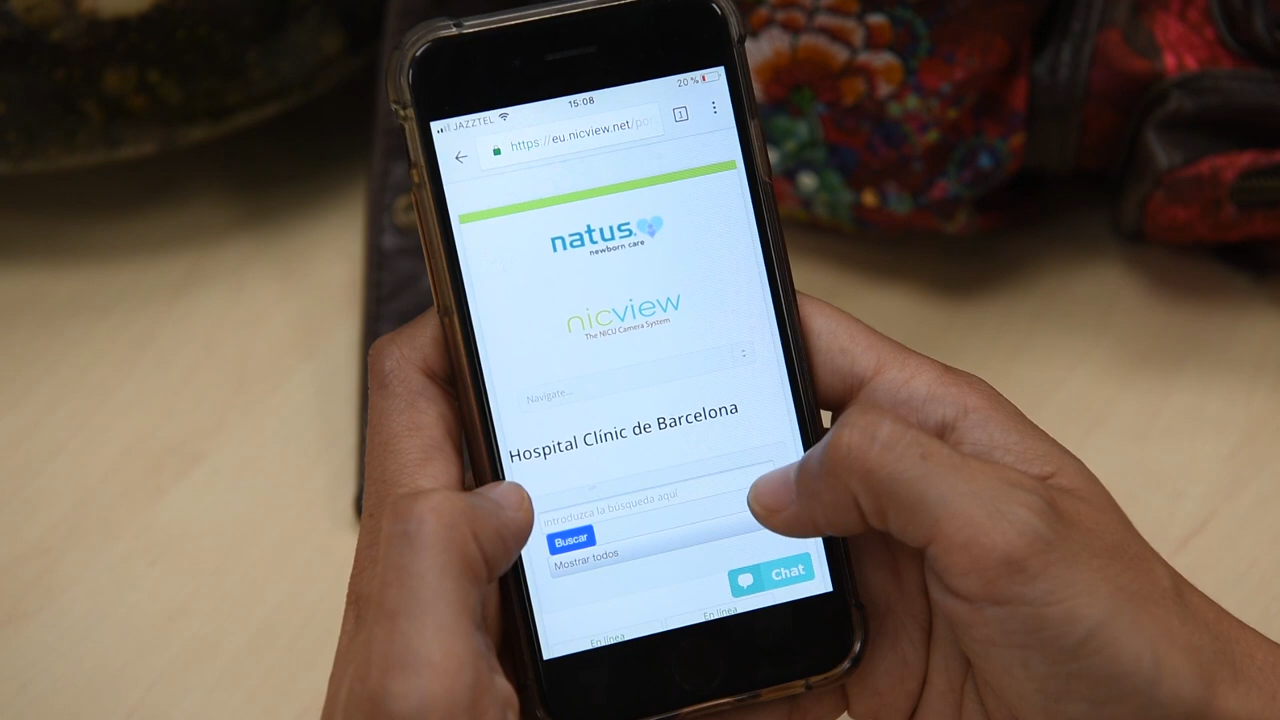 JAZZTEL 15:08 20 %
https://eu.nicview.net/por
1
natus.
newborn care
nicview
The NICU Camera System
Navigate...
Hospital Clínic de Barcelona
Introduzca la búsqueda aquí
Buscar
Mostrar todos
Chat
En línea En línea